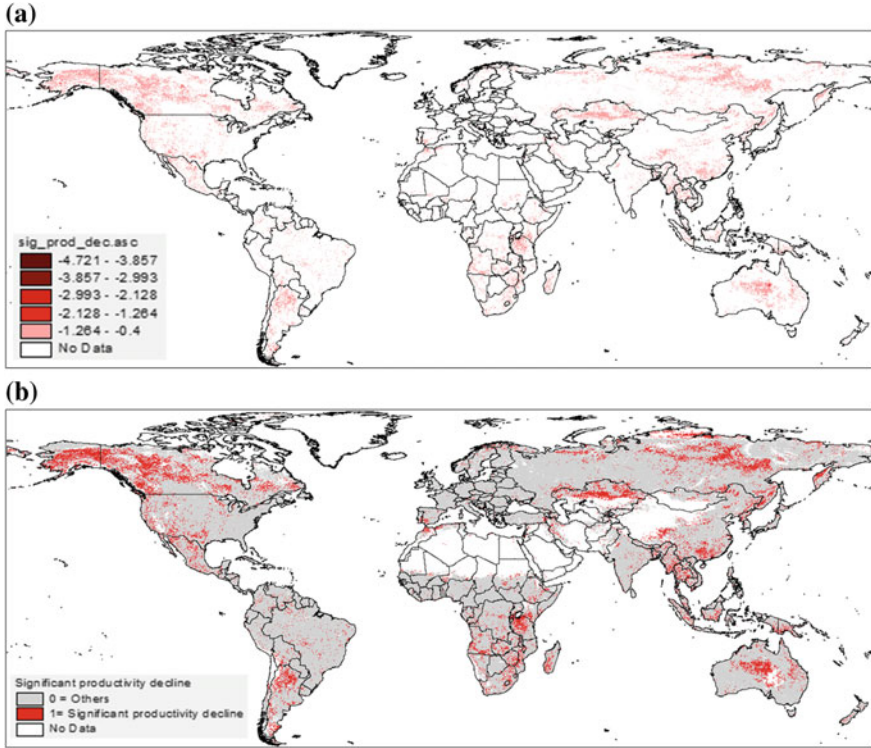 (a)
sig_prod_dec.asc
-4.721 - -3.857
-3.857 - -2.993
-2.993 - -2.128
-2.128 - -1.264
-1.264 - -0.4
No Data
(b)
Significant productivity decline
0 = Others
1= Significant productivity decline
No Data